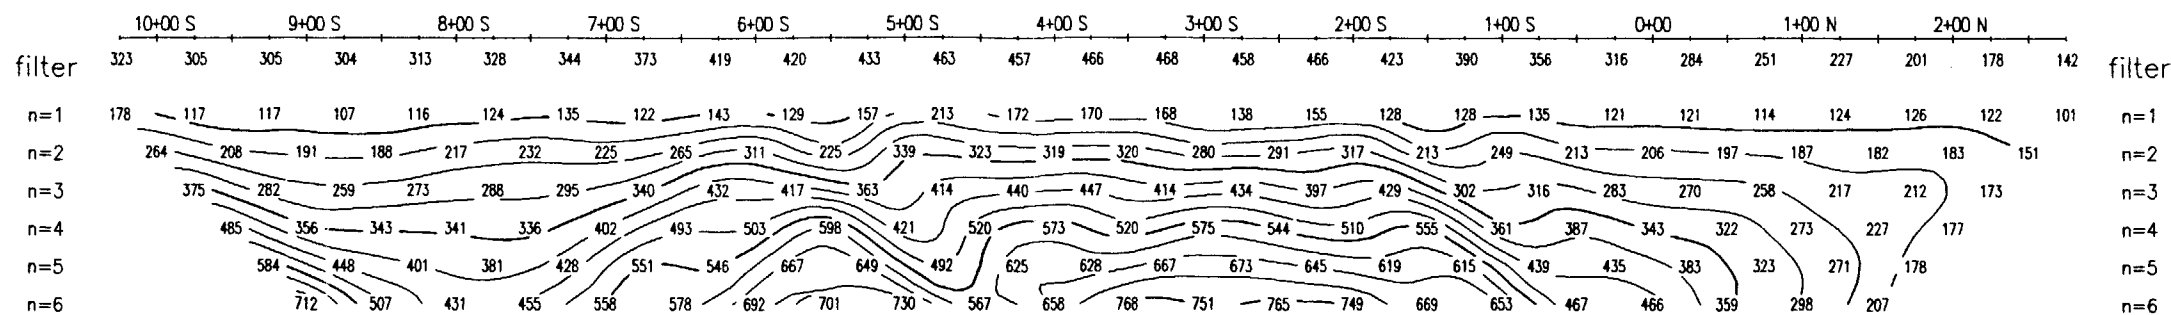 10+00 S 9+00 S 8+00 S 7+00 S 6+00 S 5+00 S 4+00 S 3+00 S 2+00 S 1+00 S 0+00 1+00 N 2+00 N
filter 323 305 305 304 313 328 344 373 419 420 433 463 457 466 468 458 466 423 390 356 316 284 251 227 201 178 142 filter
n=1 178 117 117 107 116 124 135 122 143 129 157 213 172 170 168 138 155 128 128 135 121 121 114 124 126 122 101 n=1
n=2 264 208 191 188 217 232 225 265 311 225 339 323 319 320 280 291 317 213 249 213 206 197 187 182 183 151 n=2
n=3 375 282 259 273 288 295 340 432 417 363 414 440 447 414 434 397 429 302 316 283 270 258 217 212 173 n=3
n=4 485 356 343 341 336 402 493 503 598 421 520 573 520 575 544 510 555 361 387 343 322 273 227 177 n=4
n=5 584 448 401 381 428 551 546 667 649 492 625 628 667 673 645 619 615 439 435 383 323 271 178 n=5
n=6 712 507 431 455 558 578 692 701 730 567 658 768 751 765 749 669 653 467 466 359 298 207 n=6